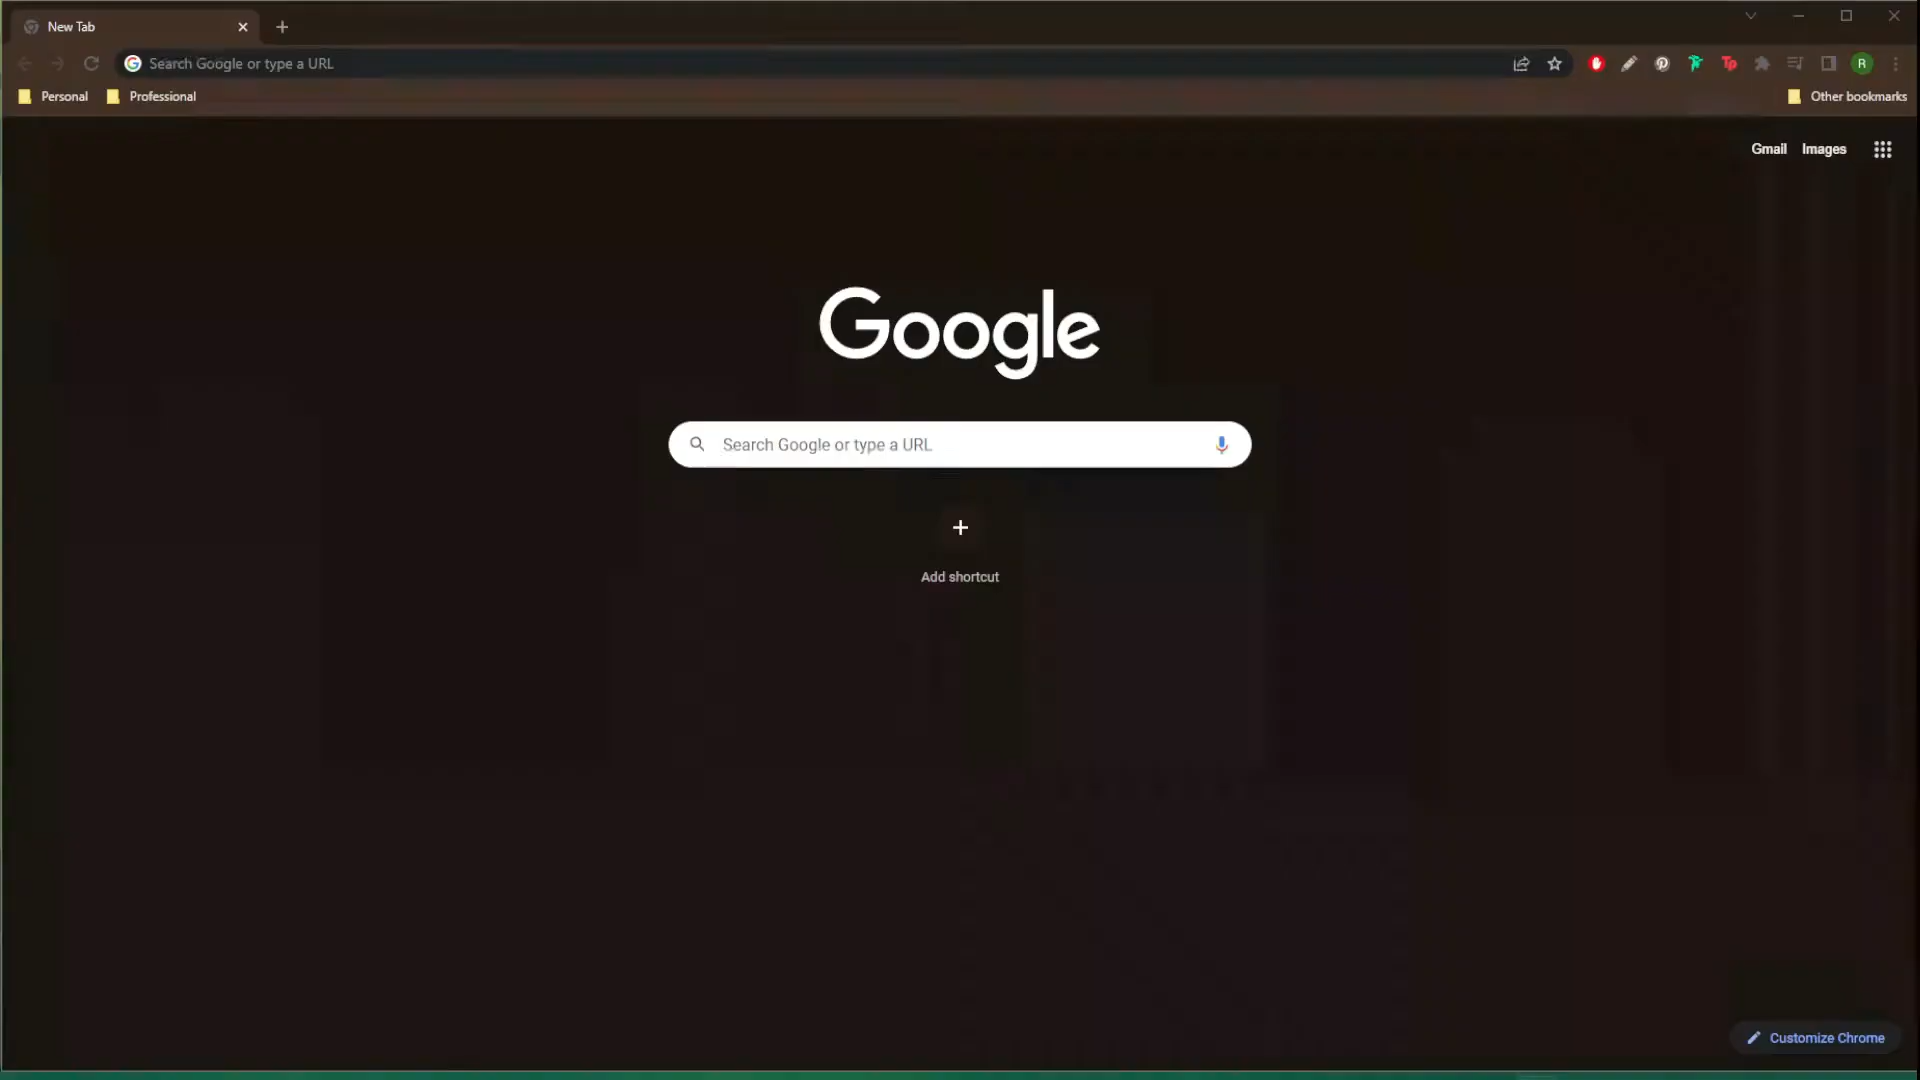 New Tab
Search Google or type a URL
Tp
R
Personal
Professional
Other bookmarks
Gmail
Images
Google
Search Google or type a URL
Add shortcut
Customize Chrome